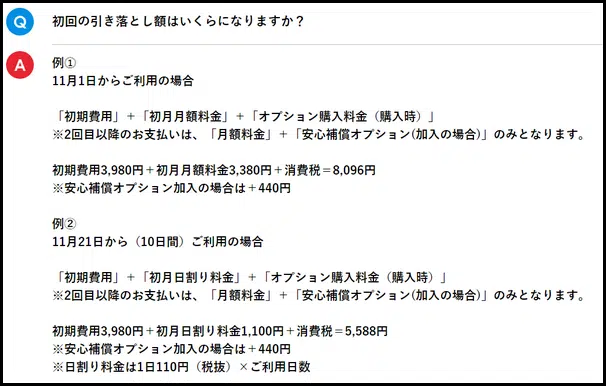 Q 初回の引き落とし額はいくらになりますか？
A 例①
11月1日からご利用の場合
「初期費用」＋「初月月額料金」＋「オプション購入料金（購入時）」
※2回目以降のお支払いは、「月額料金」＋「安心補償オプション(加入の場合)」のみとなります。
初期費用3,980円＋初月月額料金3,380円＋消費税＝8,096円
※安心補償オプション加入の場合は＋440円
例②
11月21日から（10日間）ご利用の場合
「初期費用」＋「初月日割り料金」＋「オプション購入料金（購入時）」
※2回目以降のお支払いは、「月額料金」＋「安心補償オプション(加入の場合)」のみとなります。
初期費用3,980円＋初月日割り料金1,100円＋消費税＝5,588円
※安心補償オプション加入の場合は＋440円
※日割り料金は1日110円（税抜）×ご利用日数